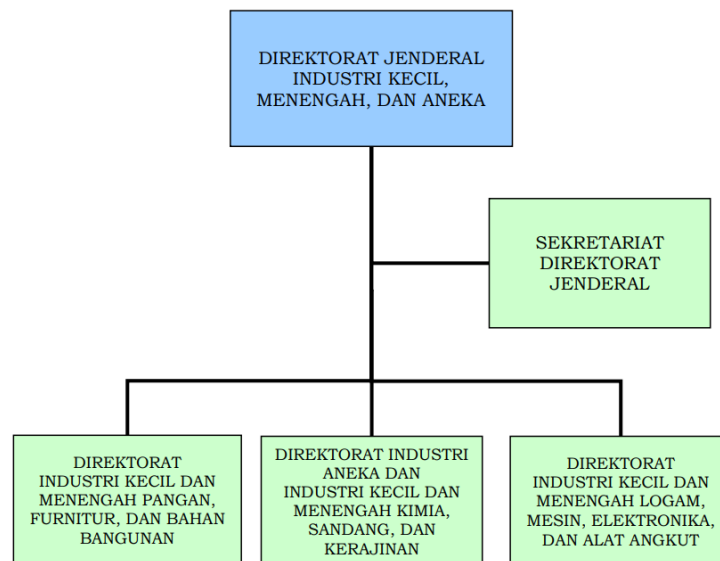 DIREKTORAT JENDERAL
INDUSTRI KECIL,
MENENGAH, DAN ANEKA
SEKRETARIAT
DIREKTORAT
JENDERAL
DIREKTORAT
INDUSTRI KECIL DAN
MENENGAH PANGAN,
FURNITUR, DAN BAHAN
BANGUNAN
DIREKTORAT INDUSTRI
ANEKA DAN
INDUSTRI KECIL DAN
MENENGAH KIMIA,
SANDANG, DAN
KERAJINAN
DIREKTORAT
INDUSTRI KECIL DAN
MENENGAH LOGAM,
MESIN, ELEKTRONIKA,
DAN ALAT ANGKUT